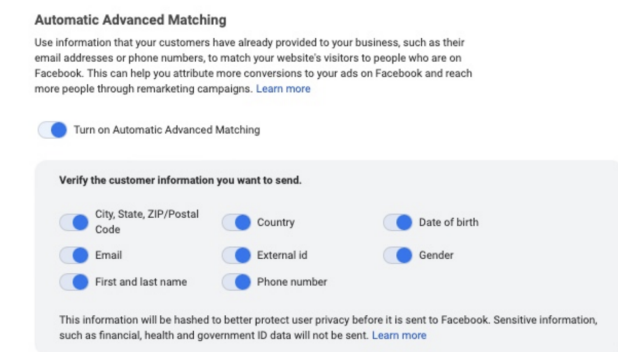 Automatic Advanced Matching
Use information that your customers have already provided to your business, such as their
email addresses or phone numbers, to match your website's visitors to people who are on
Facebook. This can help you attribute more conversions to your ads on Facebook and reach
more people through remarketing campaigns. Learn more
Turn on Automatic Advanced Matching
Verify the customer information you want to send.
City, State, ZIP/Postal
Code
Country
Date of birth
Email
External id
Gender
First and last name
Phone number
This information will be hashed to better protect user privacy before it is sent to Facebook. Sensitive information,
such as financial, health and government ID data will not be sent. Learn more